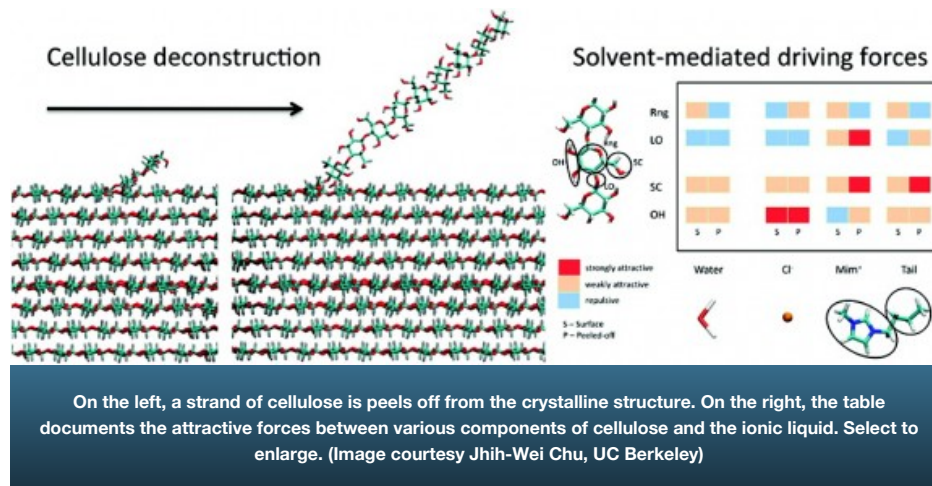 Cellulose deconstruction
Solvent-mediated driving forces
Rng
OH
SC
LO
Rng
LO
SC
OH
S P S P S P S P
Water Cl⁻ Mim⁺ Tail
strongly attractive
weakly attractive
repulsive
S – Surface
P – Peeled-off
On the left, a strand of cellulose is peels off from the crystalline structure. On the right, the table
documents the attractive forces between various components of cellulose and the ionic liquid. Select to
enlarge. (Image courtesy Jhih-Wei Chu, UC Berkeley)